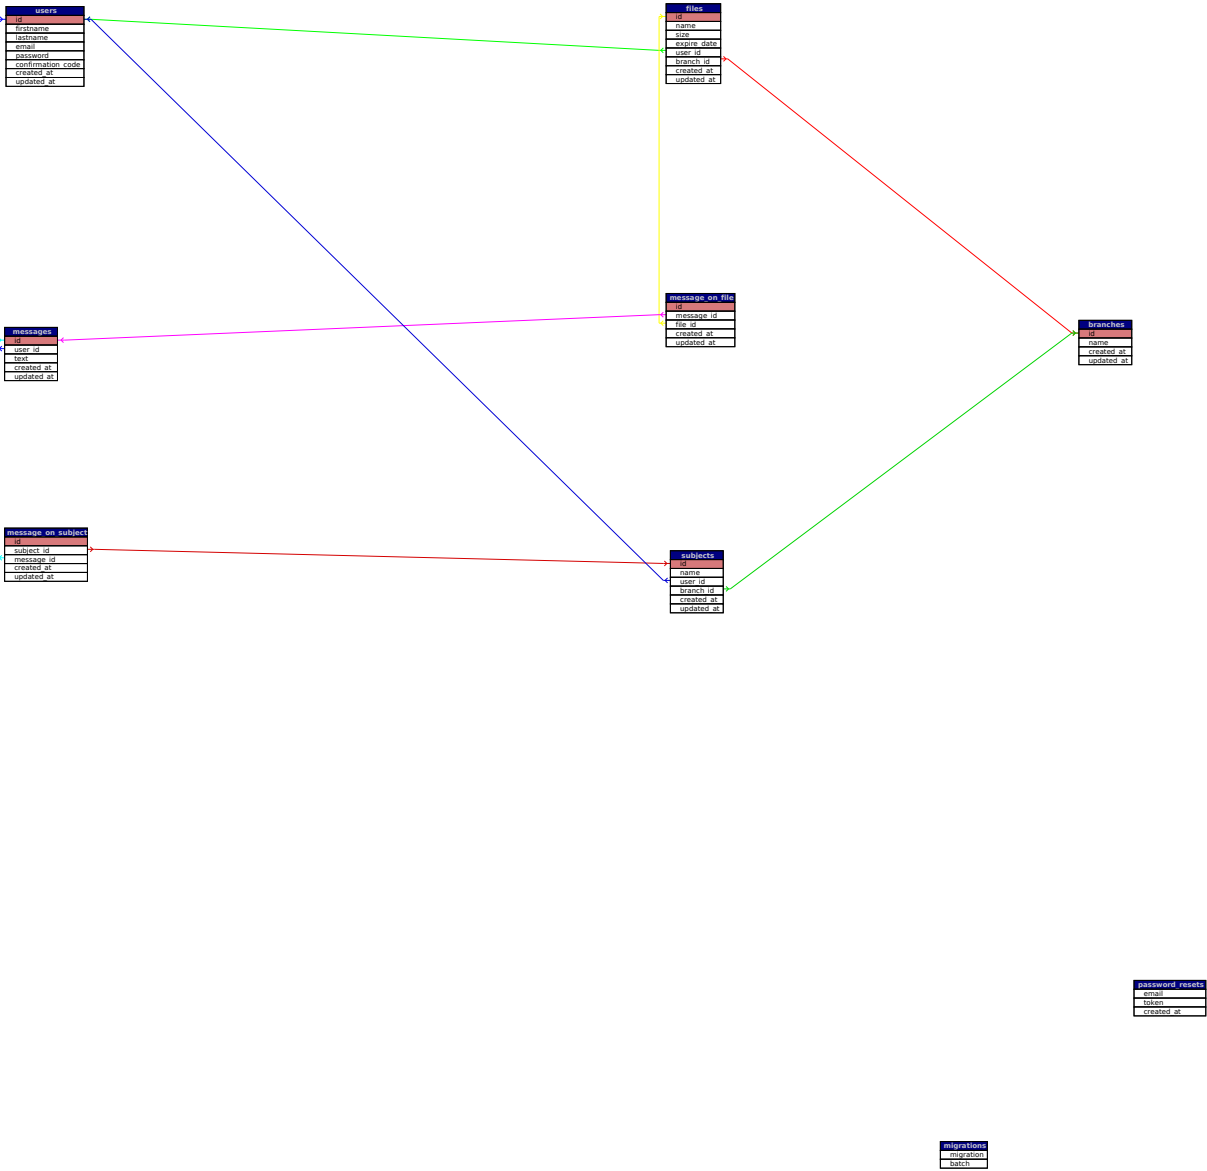 users
id
firstname
lastname
email
password
confirmation_code
created_at
updated_at
files
id
name
size
expire_date
user_id
branch_id
created_at
updated_at
message_on_file
id
message_id
file_id
created_at
updated_at
branches
id
name
created_at
updated_at
messages
id
user_id
text
created_at
updated_at
message_on_subject
id
subject_id
message_id
created_at
updated_at
subjects
id
name
user_id
branch_id
created_at
updated_at
password_resets
email
token
created_at
migrations
migration
batch